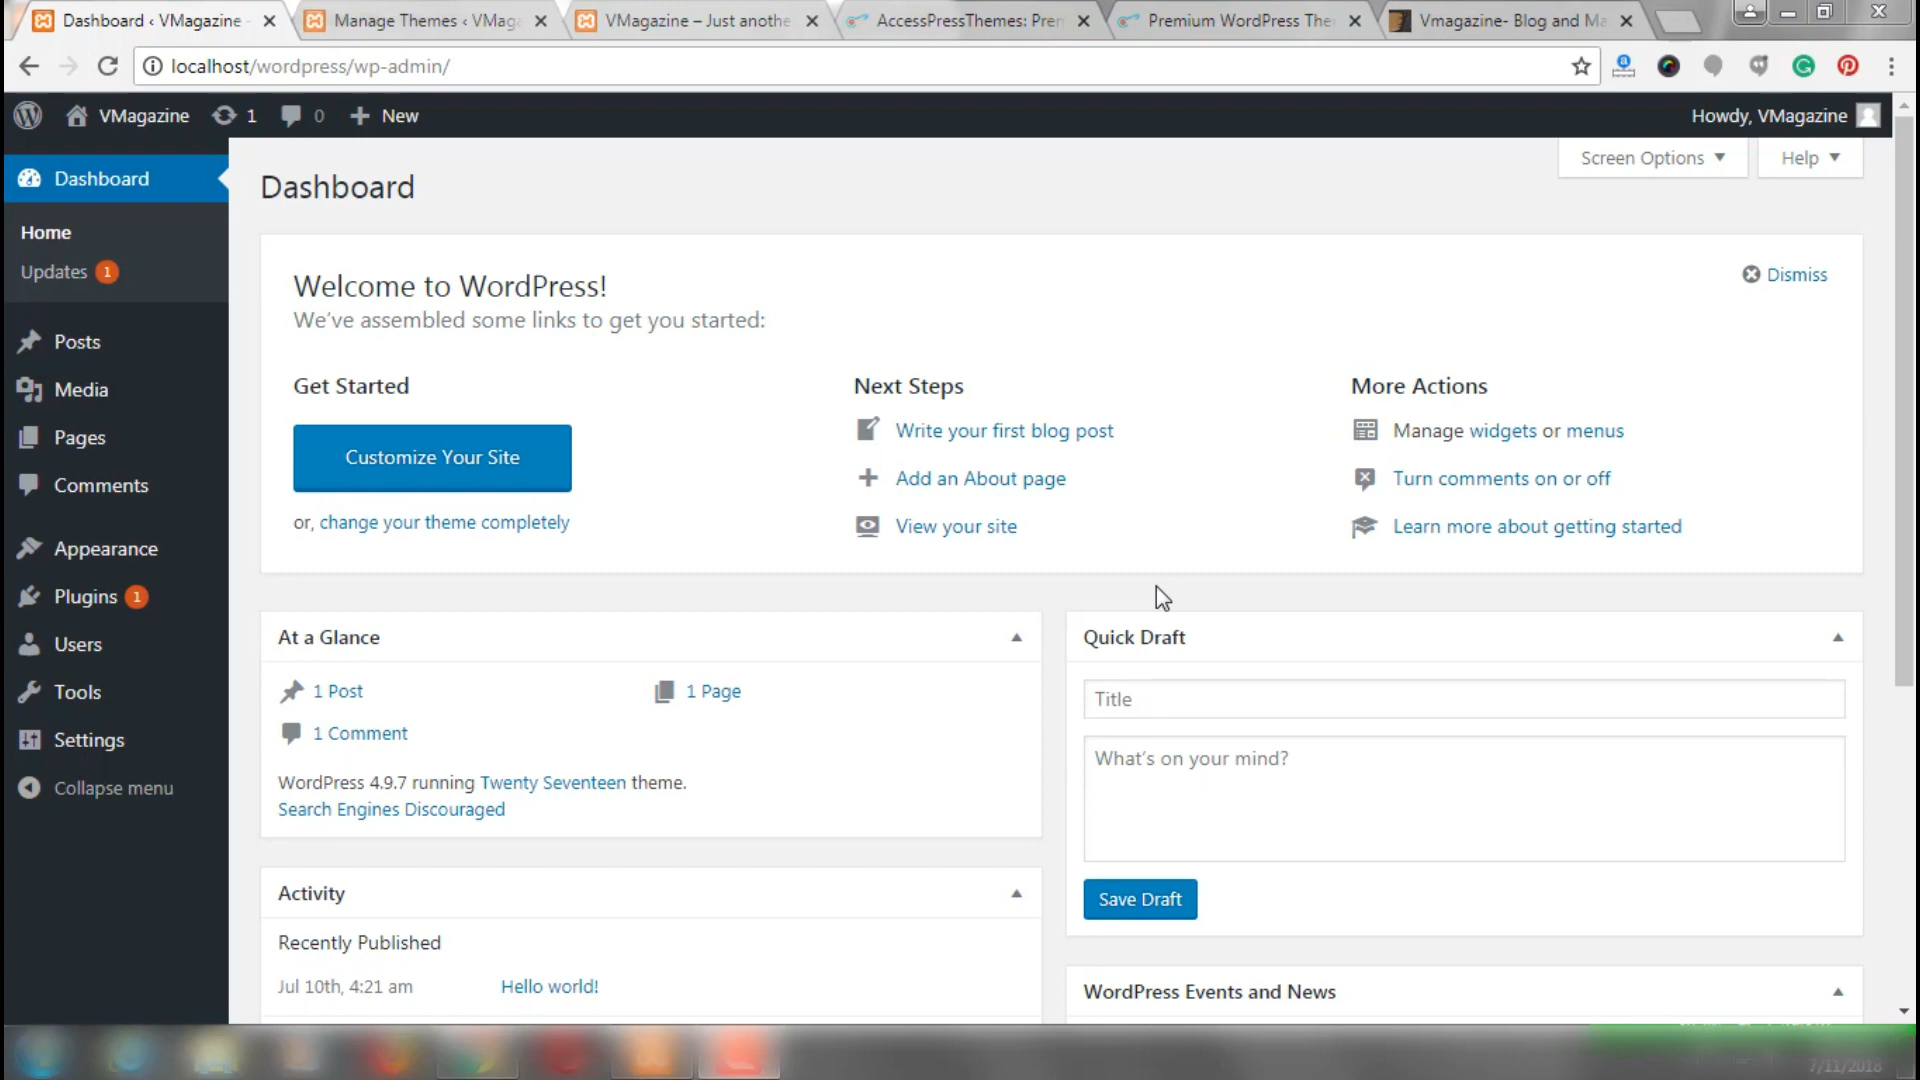 Dashboard ‹ VMagazine
Manage Themes ‹ VMag
VMagazine – Just anothe
AccessPressThemes: Pren
Premium WordPress The
Vmagazine- Blog and Ma
localhost/wordpress/wp-admin/
VMagazine 1 0 New
Howdy, VMagazine
Dashboard
Home
Updates 1
Posts
Media
Pages
Comments
Appearance
Plugins 1
Users
Tools
Settings
Collapse menu
Screen Options
Help
Dashboard
Welcome to WordPress!
We've assembled some links to get you started:
Dismiss
Get Started
Customize Your Site
or, change your theme completely
Next Steps
Write your first blog post
Add an About page
View your site
More Actions
Manage widgets or menus
Turn comments on or off
Learn more about getting started
At a Glance
1 Post
1 Page
1 Comment
WordPress 4.9.7 running Twenty Seventeen theme.
Search Engines Discouraged
Activity
Recently Published
Jul 10th, 4:21 am
Hello world!
Quick Draft
Title
What's on your mind?
Save Draft
WordPress Events and News
7/11/2018